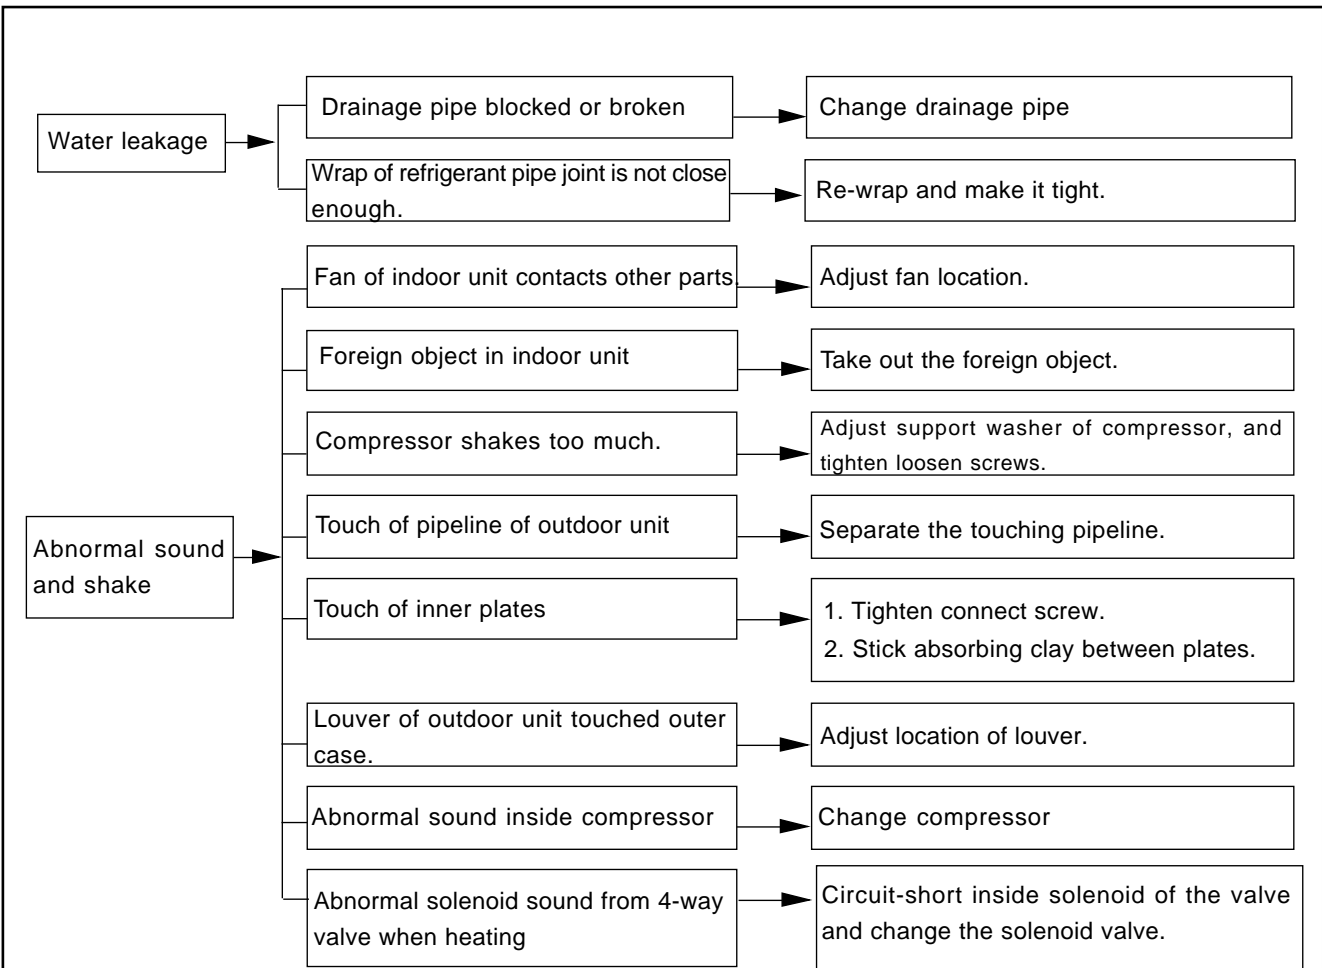 Water leakage
Drainage pipe blocked or broken
Change drainage pipe
Wrap of refrigerant pipe joint is not close
enough.
Re-wrap and make it tight.
Abnormal sound
and shake
Fan of indoor unit contacts other parts.
Adjust fan location.
Foreign object in indoor unit
Take out the foreign object.
Compressor shakes too much.
Adjust support washer of compressor, and
tighten loosen screws.
Touch of pipeline of outdoor unit
Separate the touching pipeline.
Touch of inner plates
1. Tighten connect screw.
2. Stick absorbing clay between plates.
Louver of outdoor unit touched outer
case.
Adjust location of louver.
Abnormal sound inside compressor
Change compressor
Abnormal solenoid sound from 4-way
valve when heating
Circuit-short inside solenoid of the valve
and change the solenoid valve.